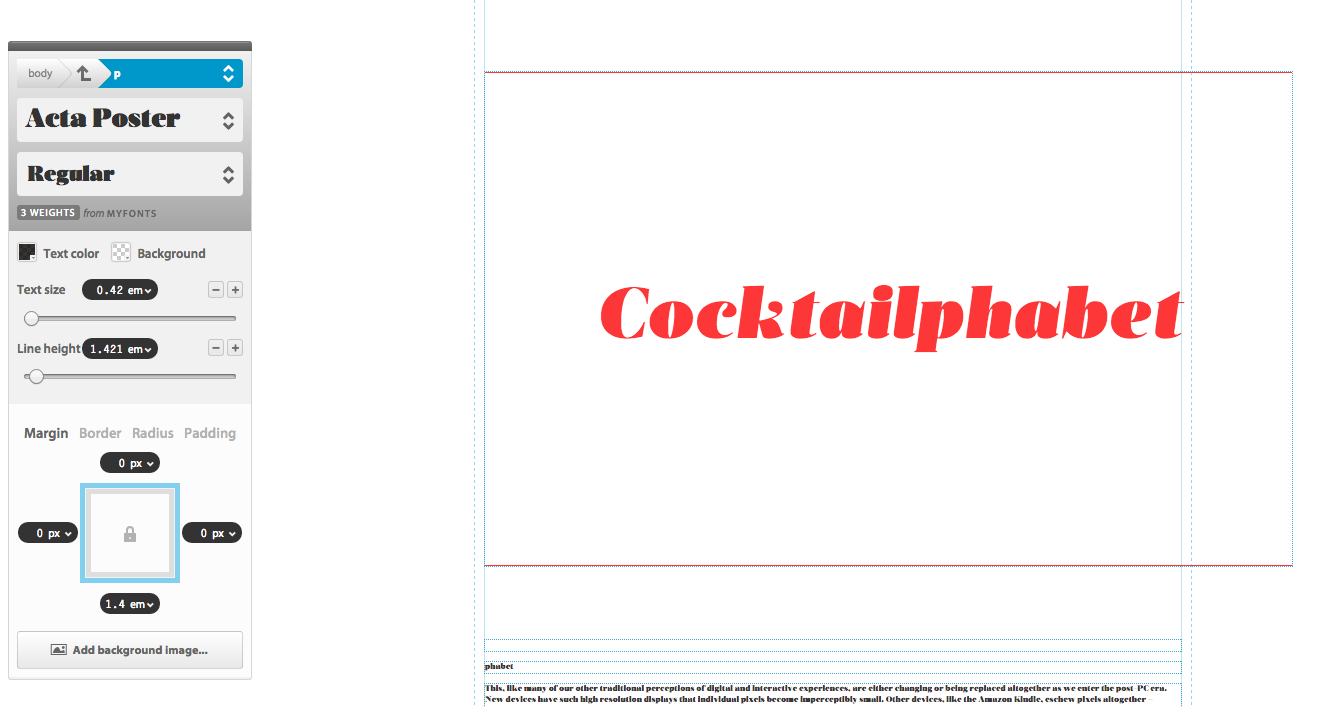 body
p
Acta Poster
Regular
3 WEIGHTS from MYFONTS
Text color Background
Text size 0.42 em
Line height 1.421 em
Margin Border Radius Padding
0 px
0 px 0 px
1.4 em
Add background image...
Cocktailphabet
phabet
This, like many of our other traditional perceptions of digital and interactive experiences, are either changing or being replaced altogether as we enter the post-PC era.
New devices have such high resolution displays that individual pixels become imperceptibly small. Other devices, like the Amazon Kindle, eschew pixels altogether –